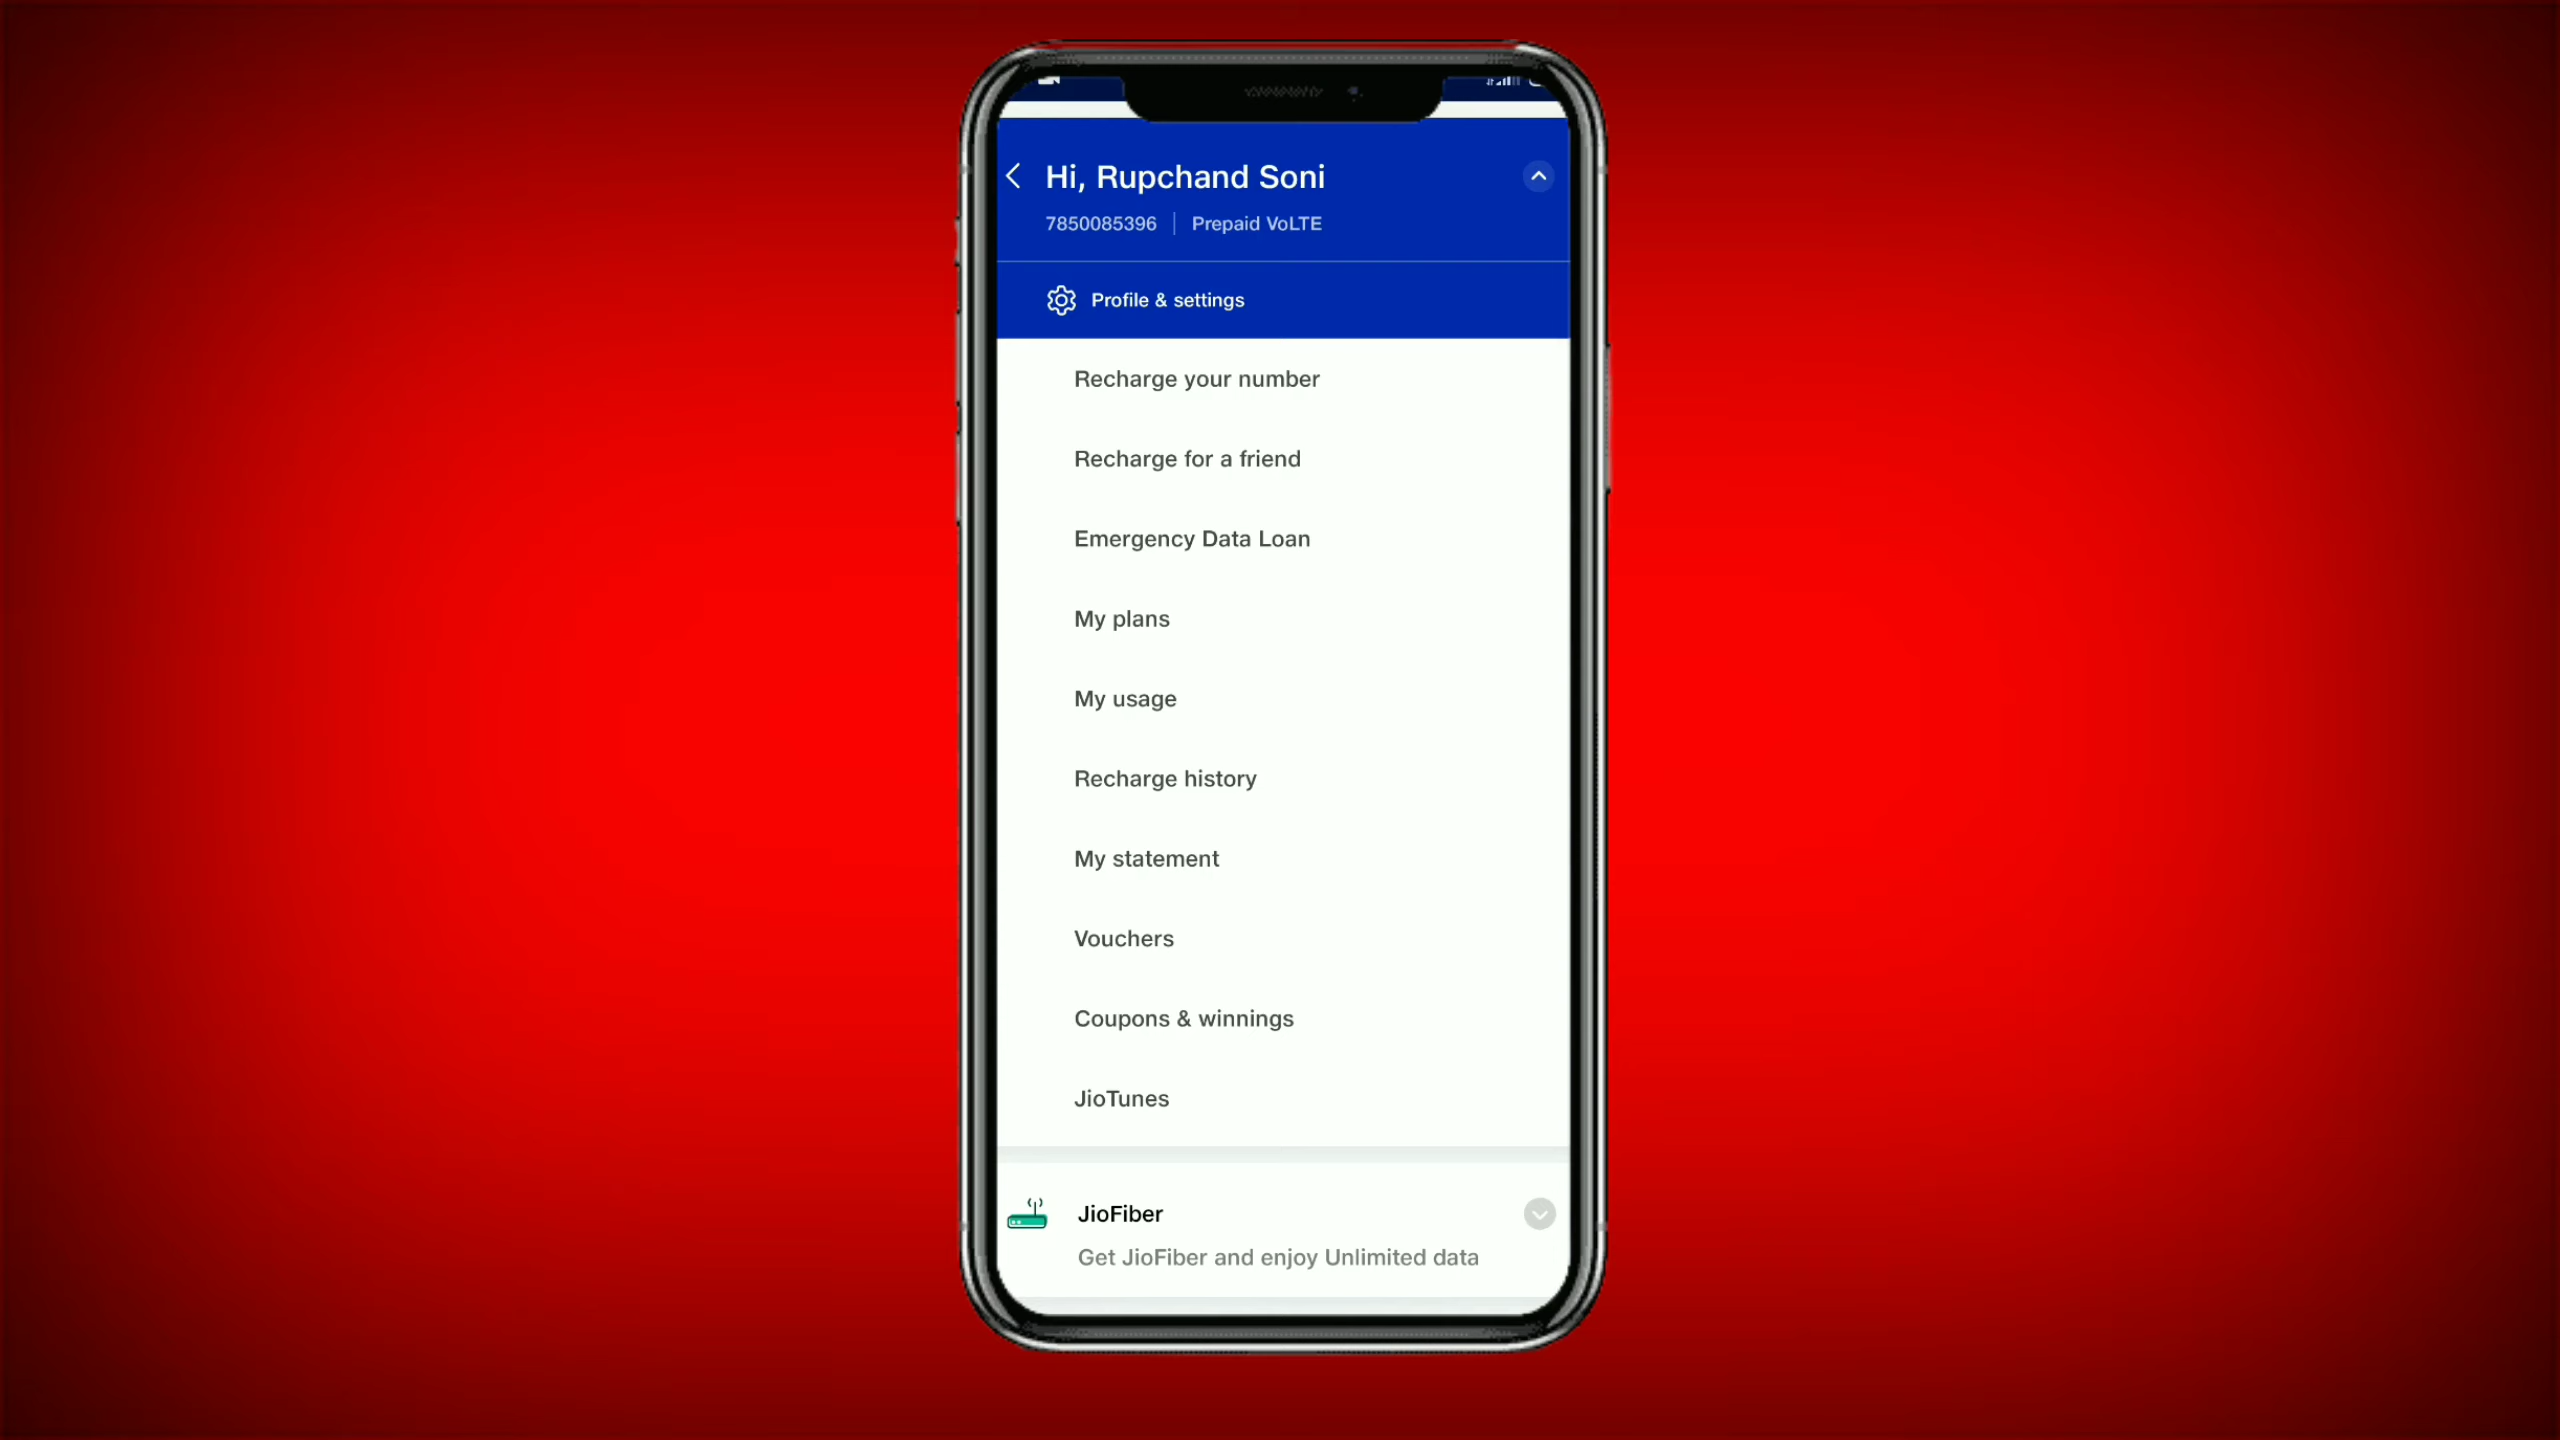 Hi, Rupchand Soni
7850085396 | Prepaid VoLTE
Profile & settings
Recharge your number
Recharge for a friend
Emergency Data Loan
My plans
My usage
Recharge history
My statement
Vouchers
Coupons & winnings
JioTunes
JioFiber
Get JioFiber and enjoy Unlimited data